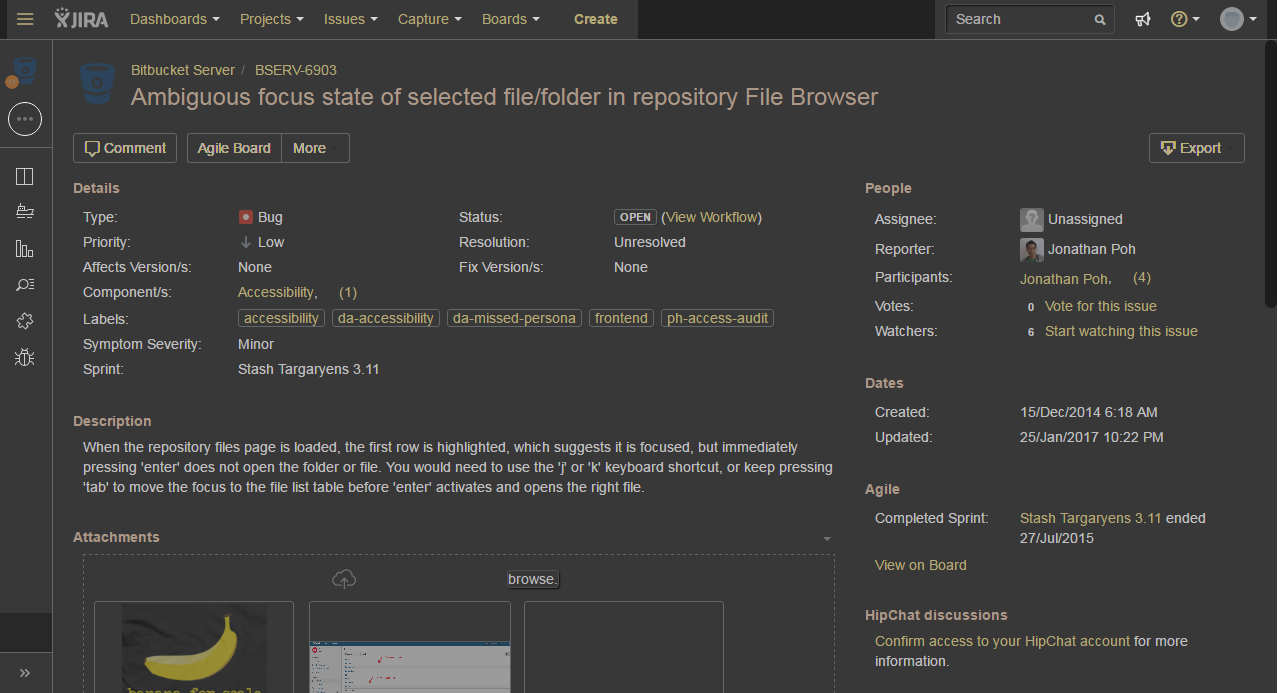 JIRA Dashboards Projects Issues Capture Boards Create Search
Bitbucket Server / BSERV-6903
Ambiguous focus state of selected file/folder in repository File Browser
Comment Agile Board More Export
Details
Type: Bug Status: OPEN (View Workflow)
Priority: Low Resolution: Unresolved
Affects Version/s: None Fix Version/s: None
Component/s: Accessibility, (1)
Labels: accessibility da-accessibility da-missed-persona frontend ph-access-audit
Symptom Severity: Minor
Sprint: Stash Targaryens 3.11
Description
When the repository files page is loaded, the first row is highlighted, which suggests it is focused, but immediately
pressing 'enter' does not open the folder or file. You would need to use the 'j' or 'k' keyboard shortcut, or keep pressing
'tab' to move the focus to the file list table before 'enter' activates and opens the right file.
Attachments
browse.
banana for scale
People
Assignee: Unassigned
Reporter: Jonathan Poh
Participants: Jonathan Poh, (4)
Votes: 0 Vote for this issue
Watchers: 6 Start watching this issue
Dates
Created: 15/Dec/2014 6:18 AM
Updated: 25/Jan/2017 10:22 PM
Agile
Completed Sprint: Stash Targaryens 3.11 ended
27/Jul/2015
View on Board
HipChat discussions
Confirm access to your HipChat account for more
information.